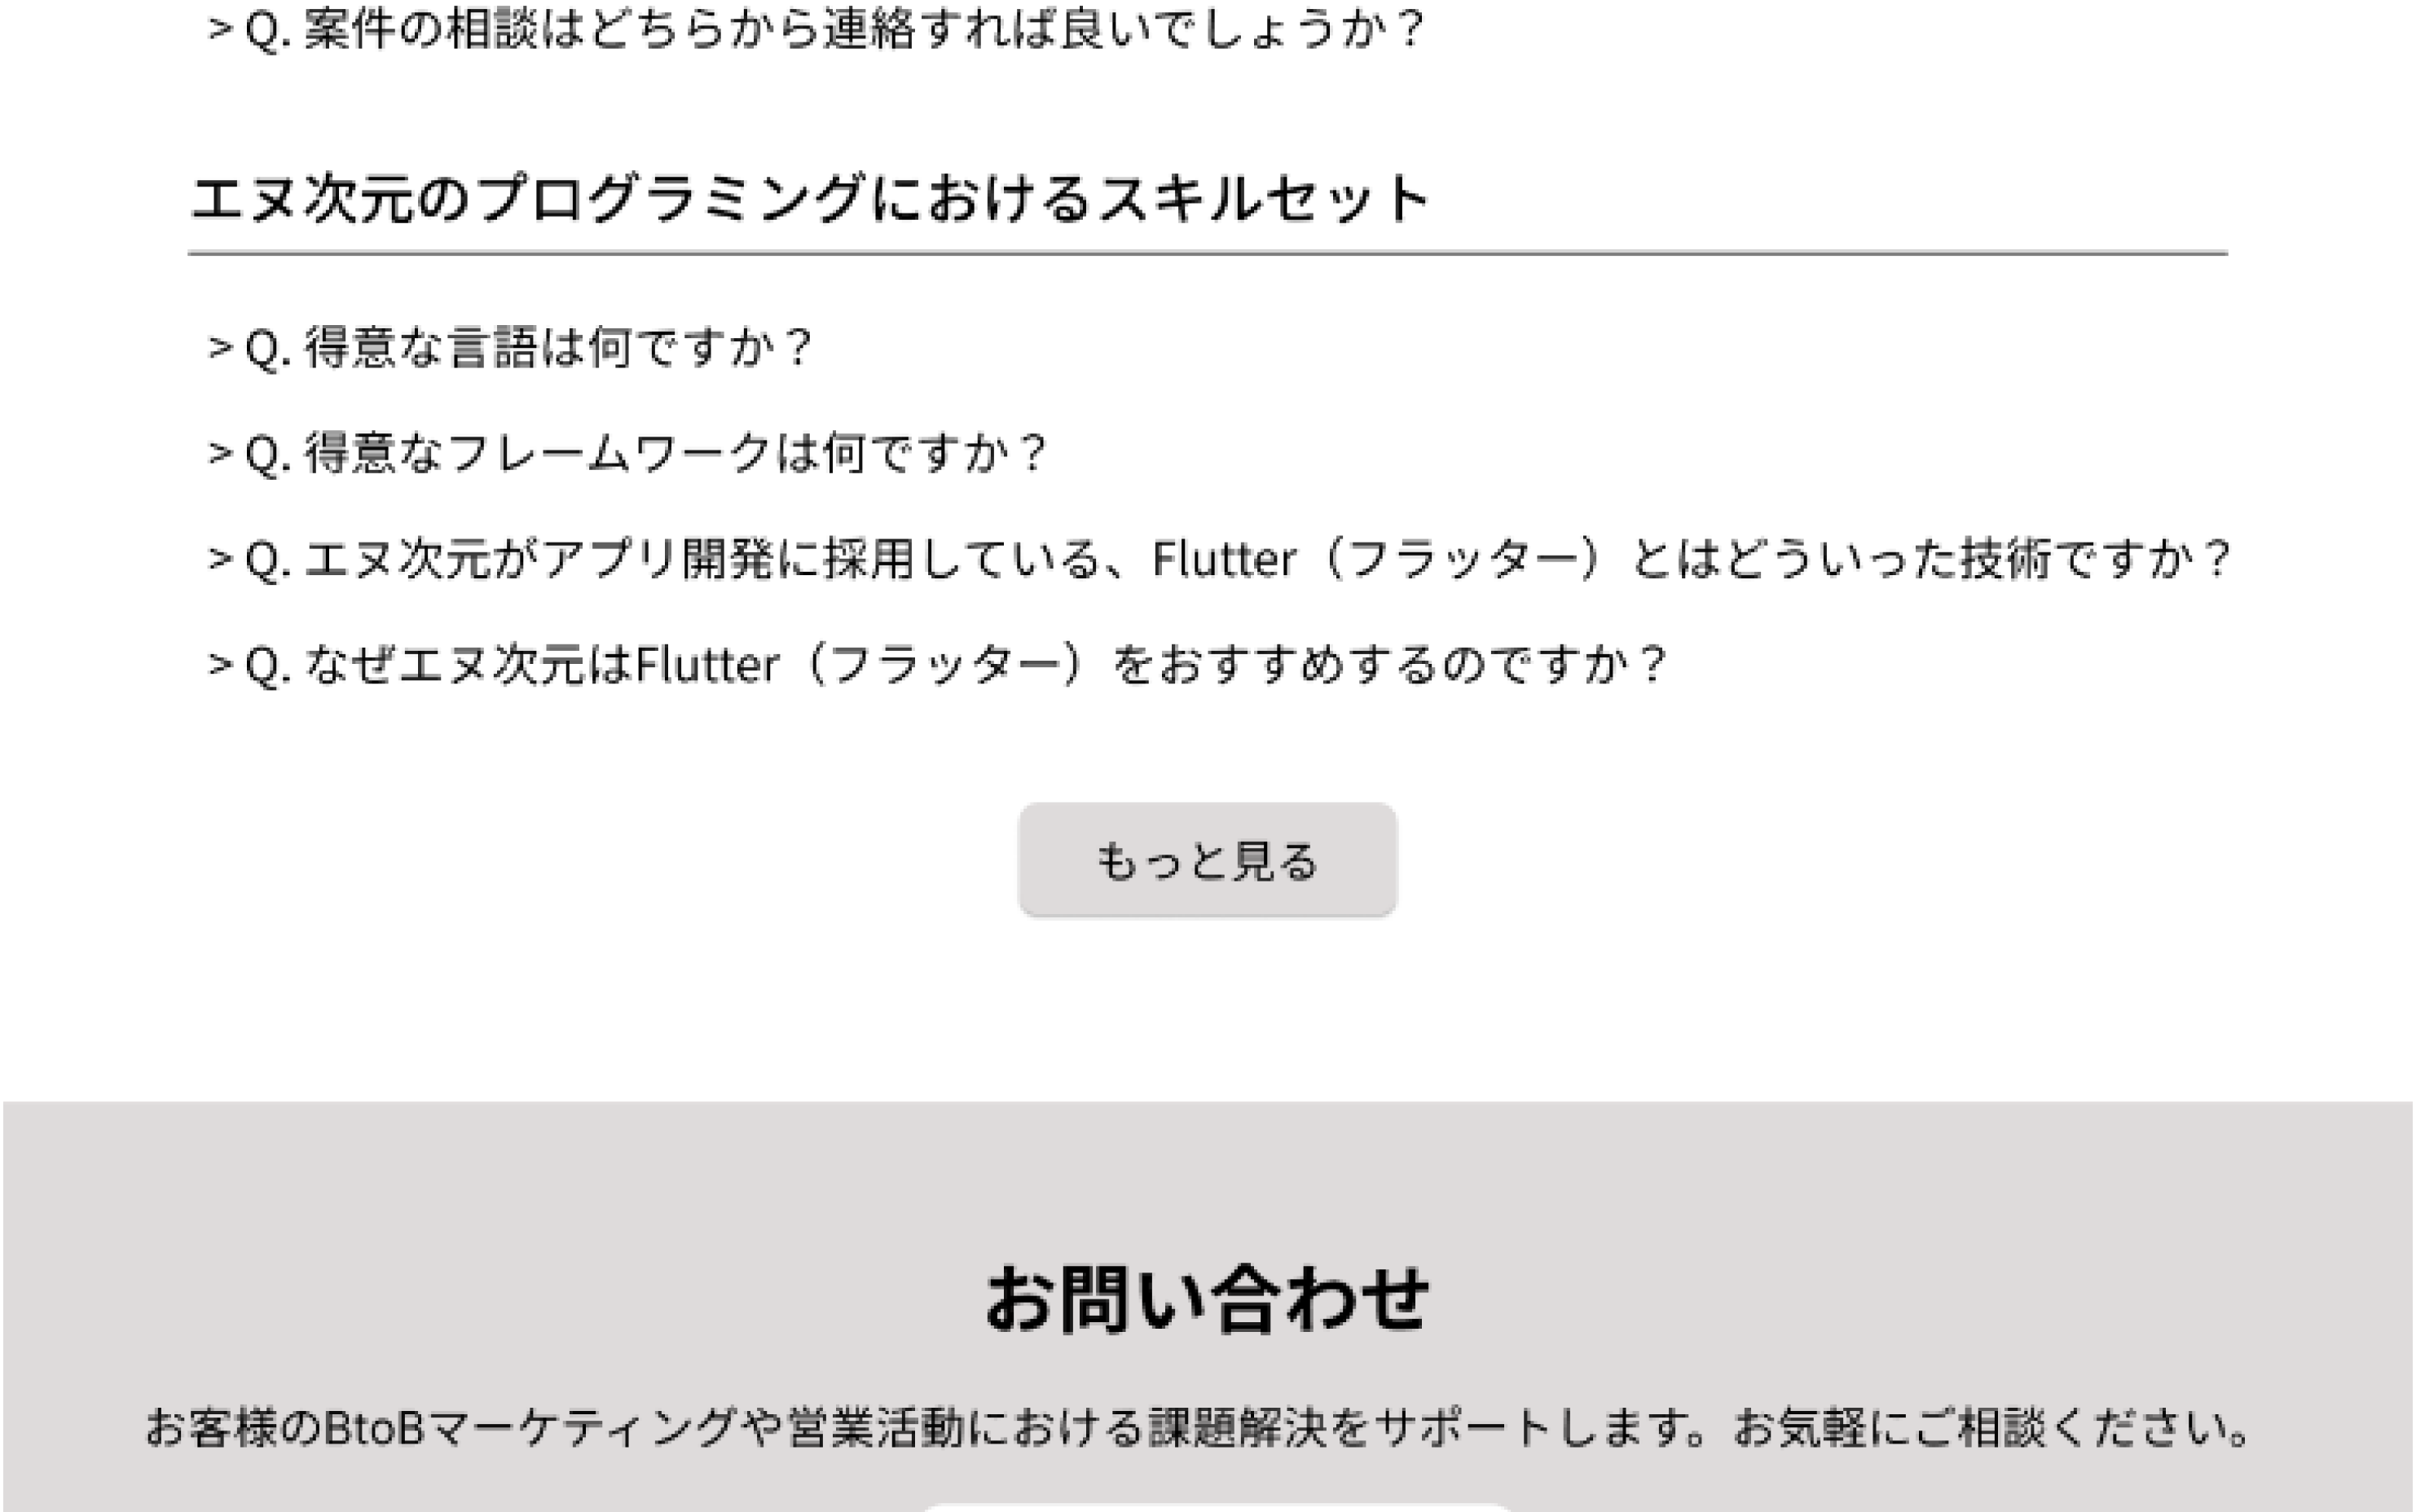 > Q. 案件の相談はどちらから連絡すれば良いでしょうか？
エヌ次元のプログラミングにおけるスキルセット
> Q. 得意な言語は何ですか？
> Q. 得意なフレームワークは何ですか？
> Q. エヌ次元がアプリ開発に採用している、Flutter（フラッター）とはどういった技術ですか？
> Q. なぜエヌ次元はFlutter（フラッター）をおすすめするのですか？
もっと見る
お問い合わせ
お客様のBtoBマーケティングや営業活動における課題解決をサポートします。お気軽にご相談ください。